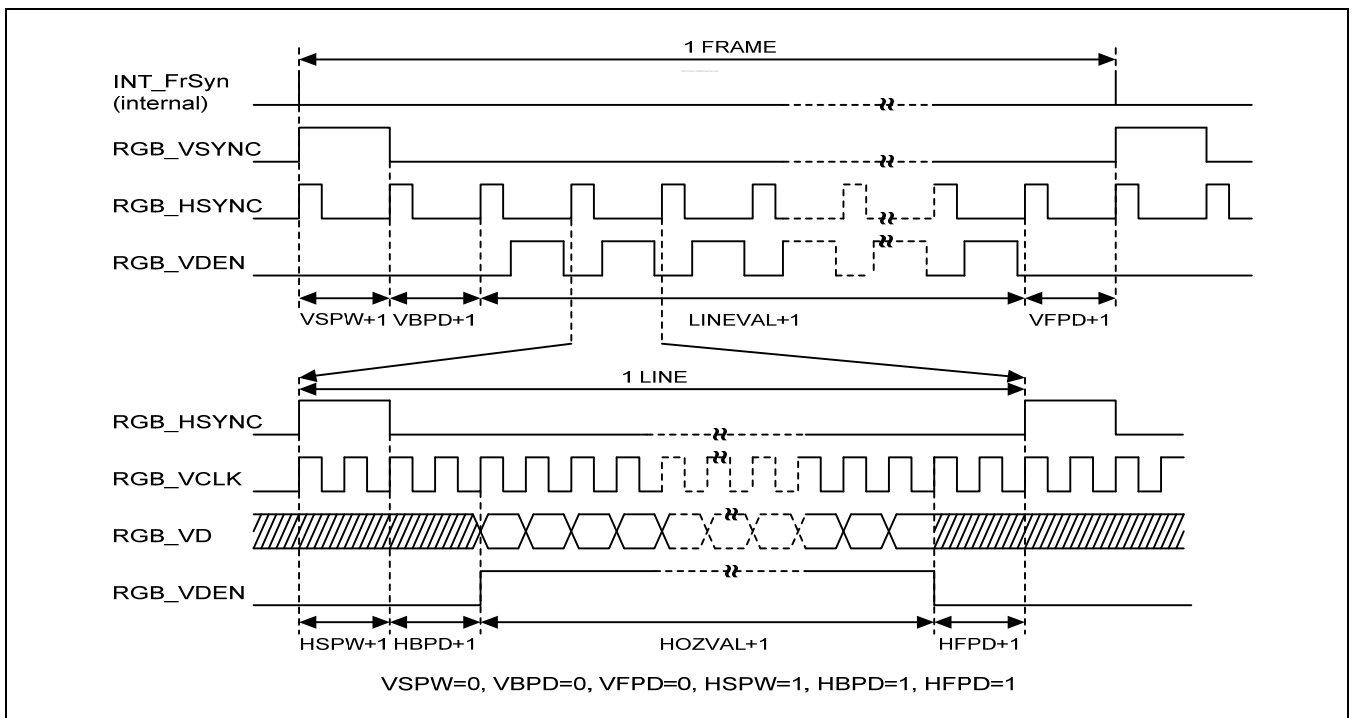 1 FRAME
INT_FrSyn
(internal)
RGB_VSYNC
RGB_HSYNC
RGB_VDEN
VSPW+1 VBPD+1 LINEVAL+1 VFPD+1
1 LINE
RGB_HSYNC
RGB_VCLK
RGB_VD
RGB_VDEN
HSPW+1 HBPD+1 HOZVAL+1 HFPD+1
VSPW=0, VBPD=0, VFPD=0, HSPW=1, HBPD=1, HFPD=1